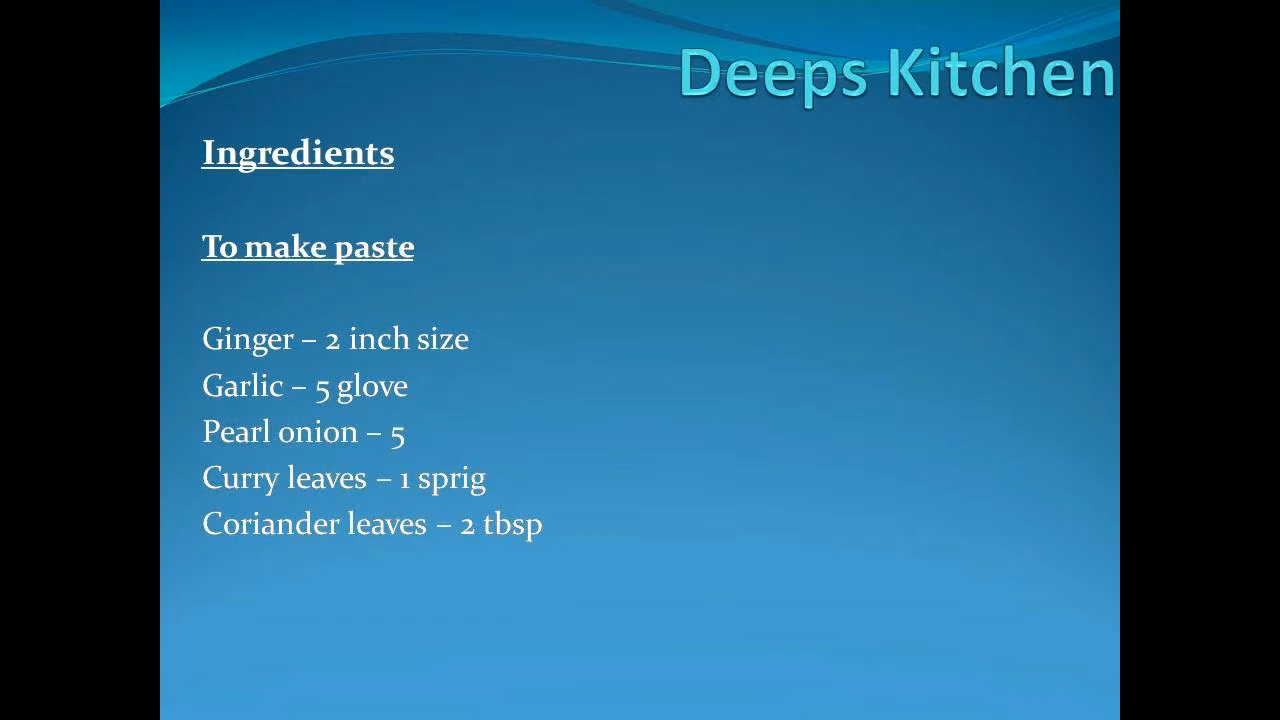 Deeps Kitchen
Ingredients
To make paste
Ginger – 2 inch size
Garlic – 5 glove
Pearl onion – 5
Curry leaves – 1 sprig
Coriander leaves – 2 tbsp